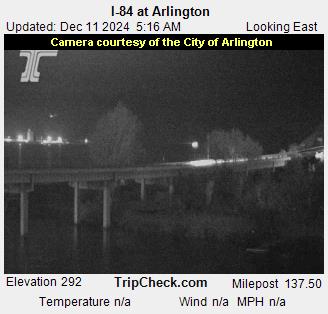 I-84 at Arlington
Updated: Dec 11 2024 5:16 AM Looking East
Camera courtesy of the City of Arlington
Elevation 292 TripCheck.com Milepost 137.50
Temperature n/a Wind n/a MPH n/a